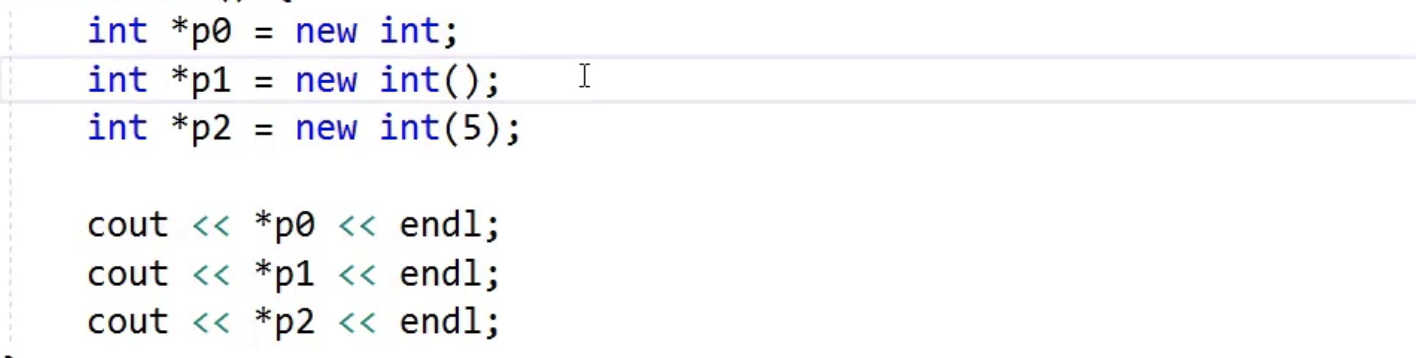 int *p0 = new int;
int *p1 = new int();
int *p2 = new int(5);
cout << *p0 << endl;
cout << *p1 << endl;
cout << *p2 << endl;